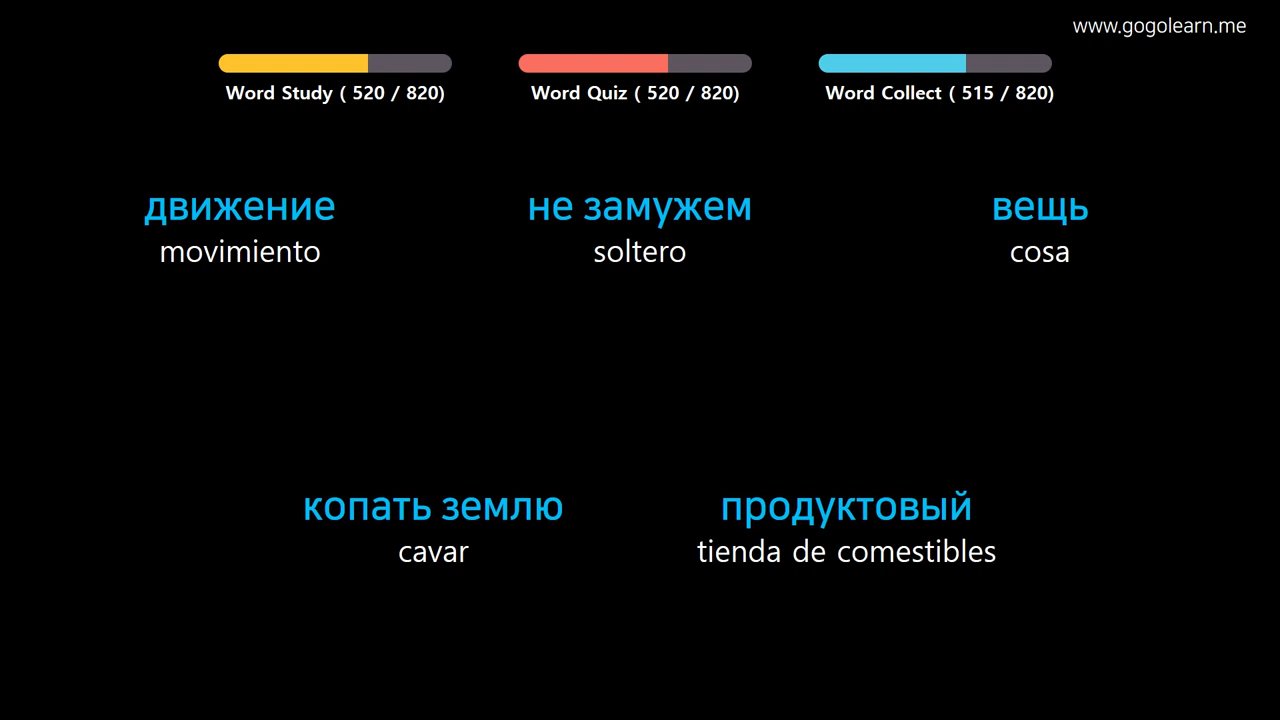 www.gogolearn.me
Word Study ( 520 / 820)
Word Quiz ( 520 / 820)
Word Collect ( 515 / 820)
движение
movimiento
не замужем
soltero
вещь
cosa
копать землю
cavar
продуктовый
tienda de comestibles